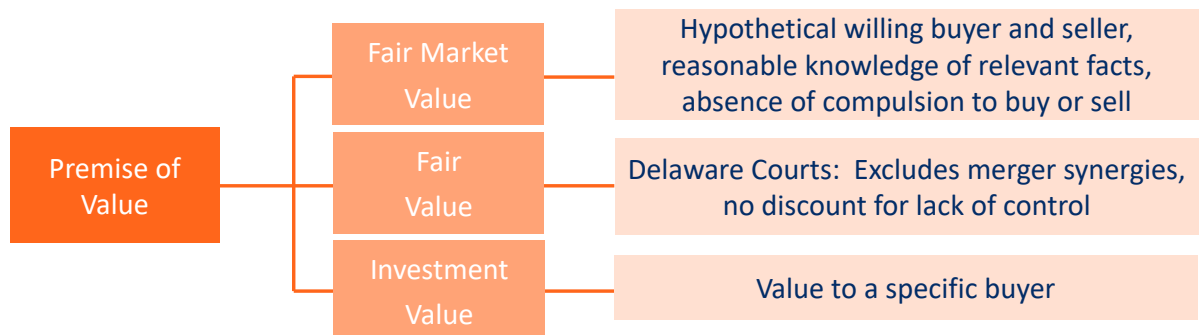 Premise of
Value
Fair Market
Value
Hypothetical willing buyer and seller,
reasonable knowledge of relevant facts,
absence of compulsion to buy or sell
Fair
Value
Delaware Courts:  Excludes merger synergies,
no discount for lack of control
Investment
Value
Value to a specific buyer